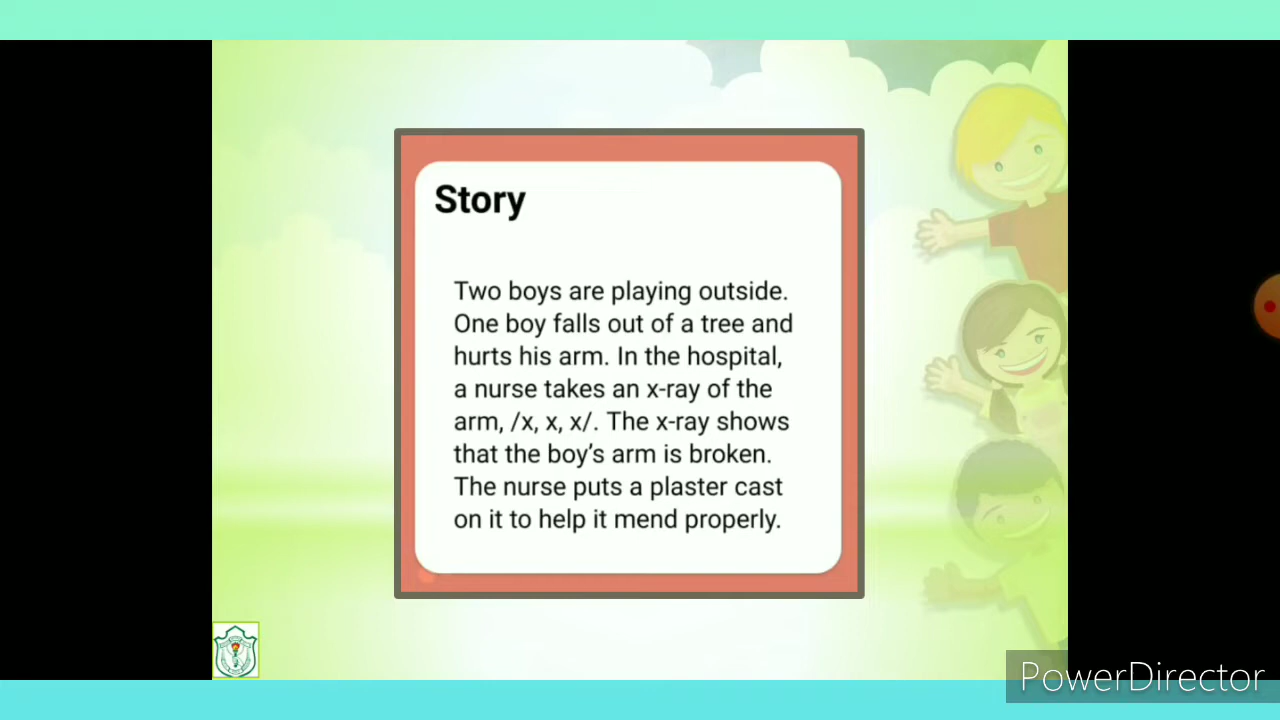 Story
Two boys are playing outside.
One boy falls out of a tree and
hurts his arm. In the hospital,
a nurse takes an x-ray of the
arm, /x, x, x/. The x-ray shows
that the boy’s arm is broken.
The nurse puts a plaster cast
on it to help it mend properly.
PowerDirector